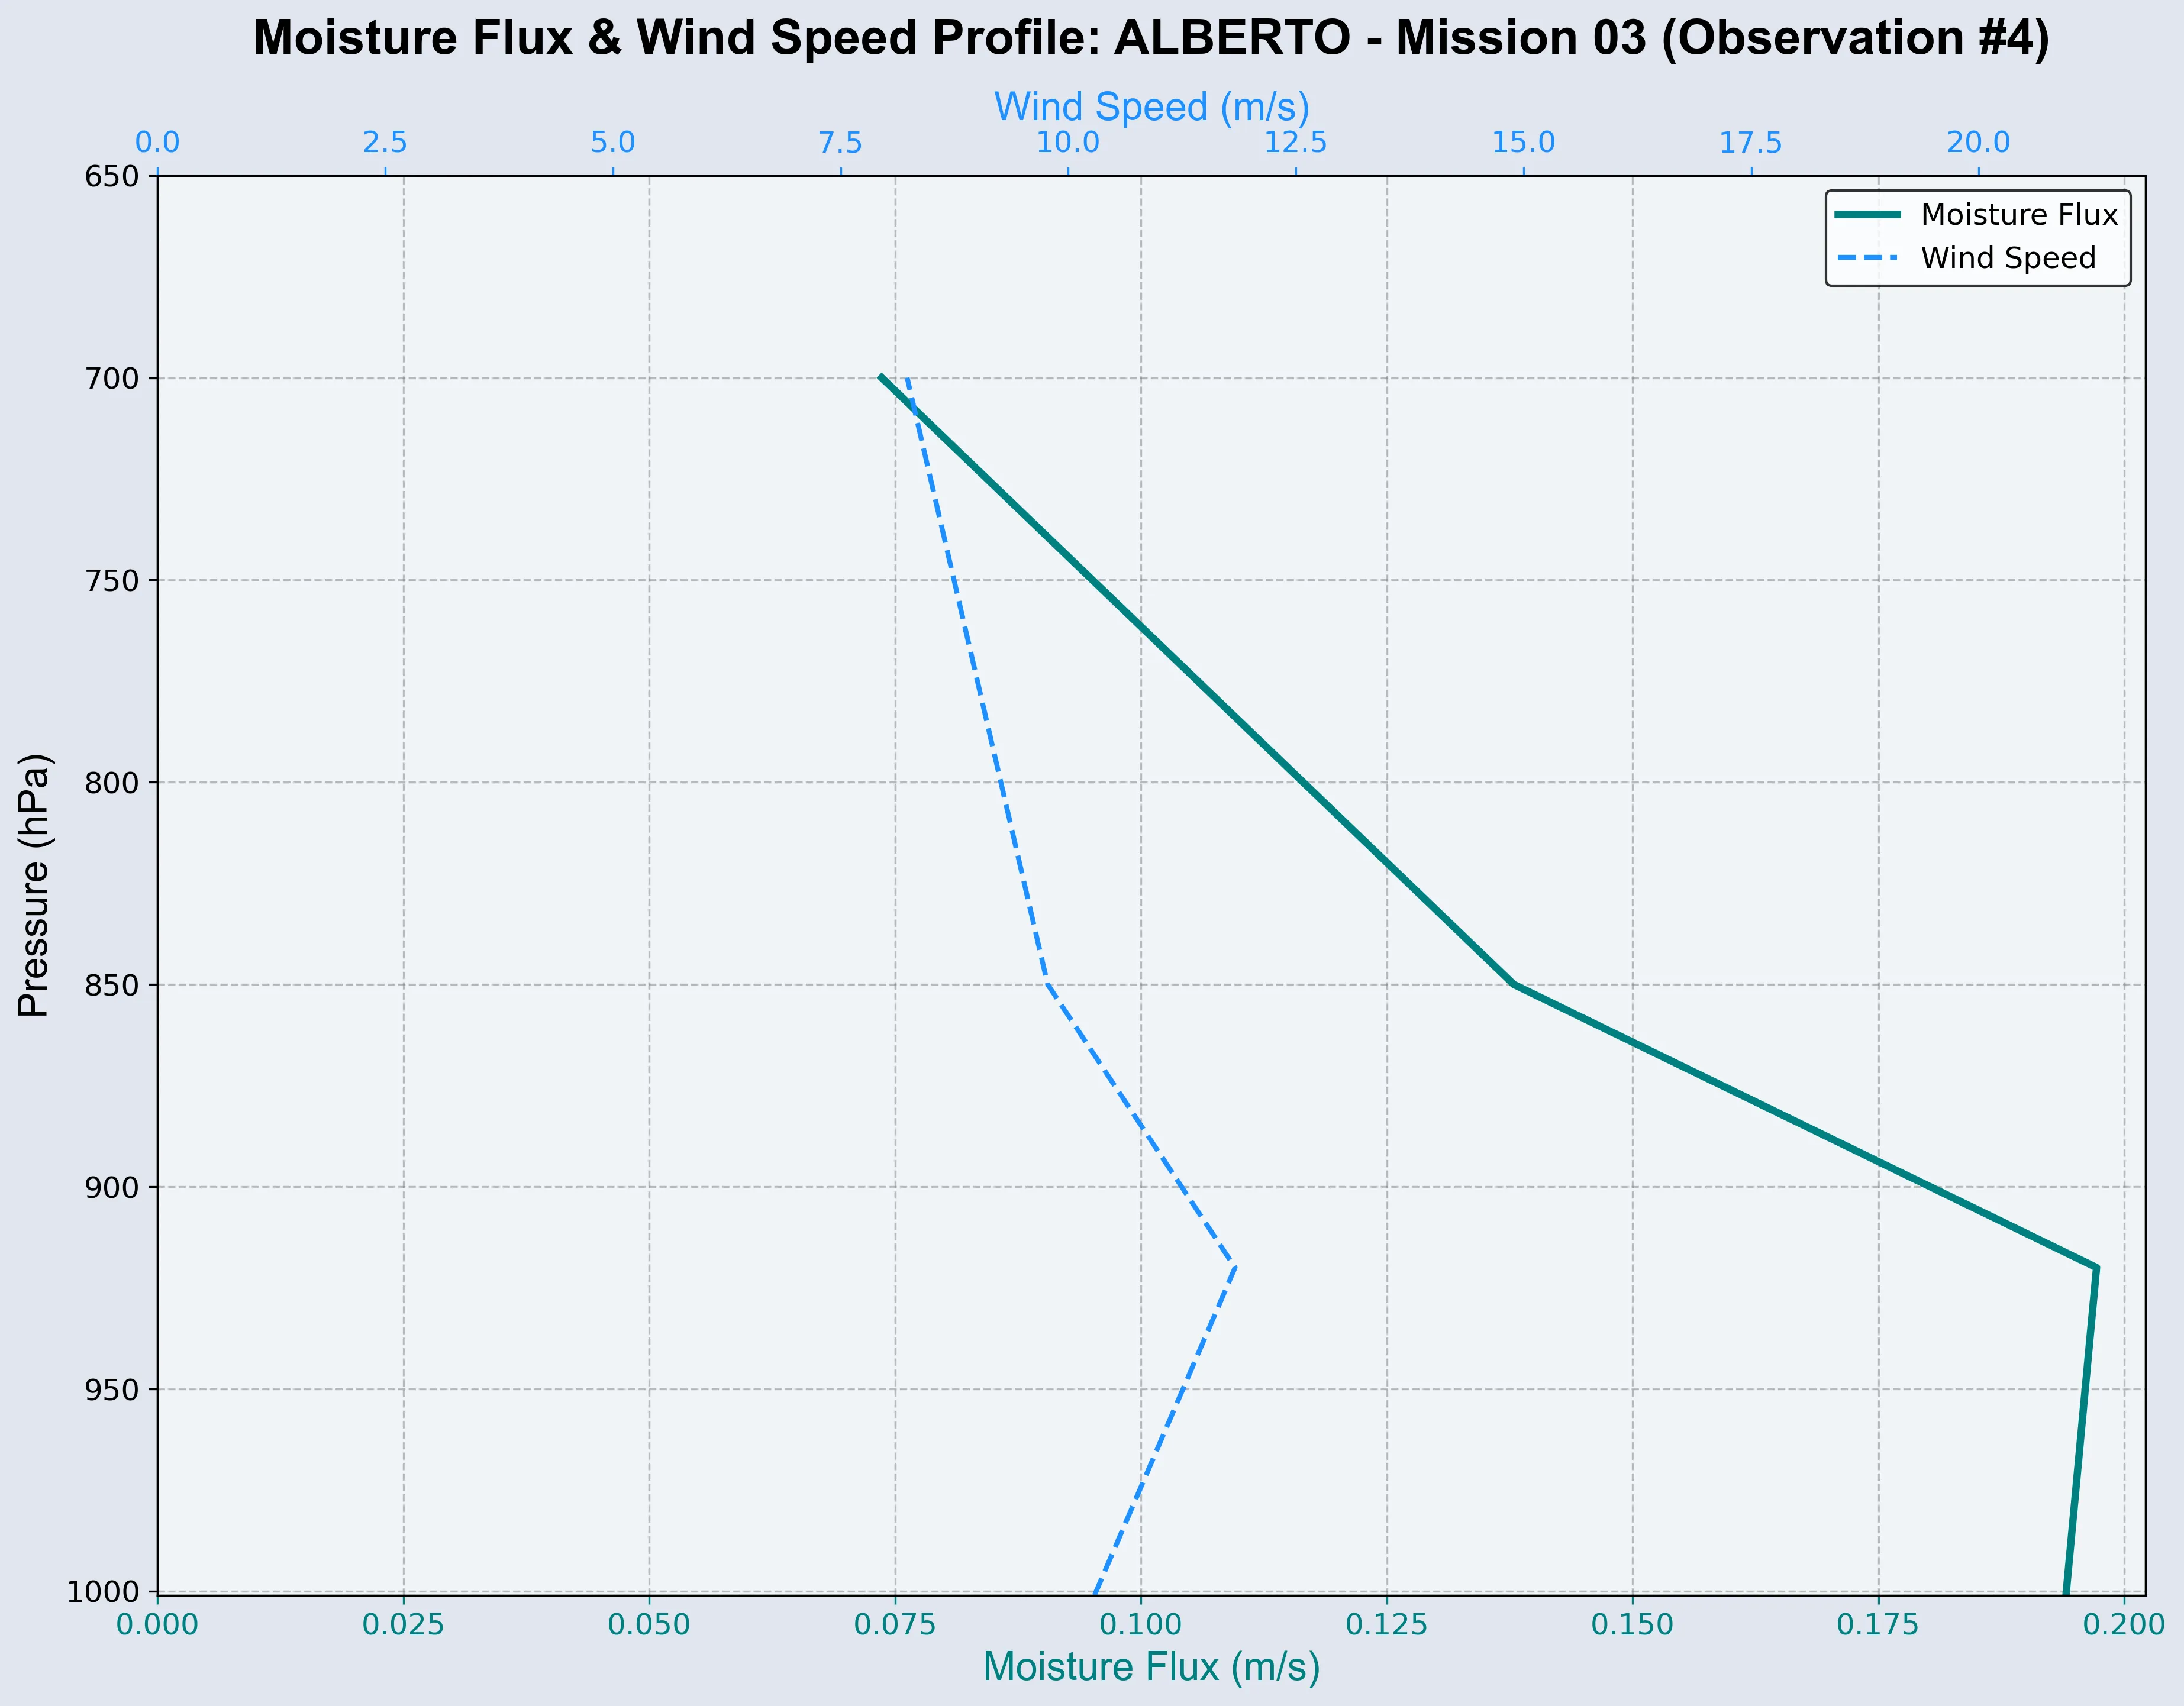 Moisture Flux & Wind Speed Profile: ALBERTO - Mission 03 (Observation #4)
Wind Speed (m/s)
0.0 2.5 5.0 7.5 10.0 12.5 15.0 17.5 20.0
Moisture Flux
Wind Speed
650
700
750
800
850
900
950
1000
Pressure (hPa)
0.000 0.025 0.050 0.075 0.100 0.125 0.150 0.175 0.200
Moisture Flux (m/s)